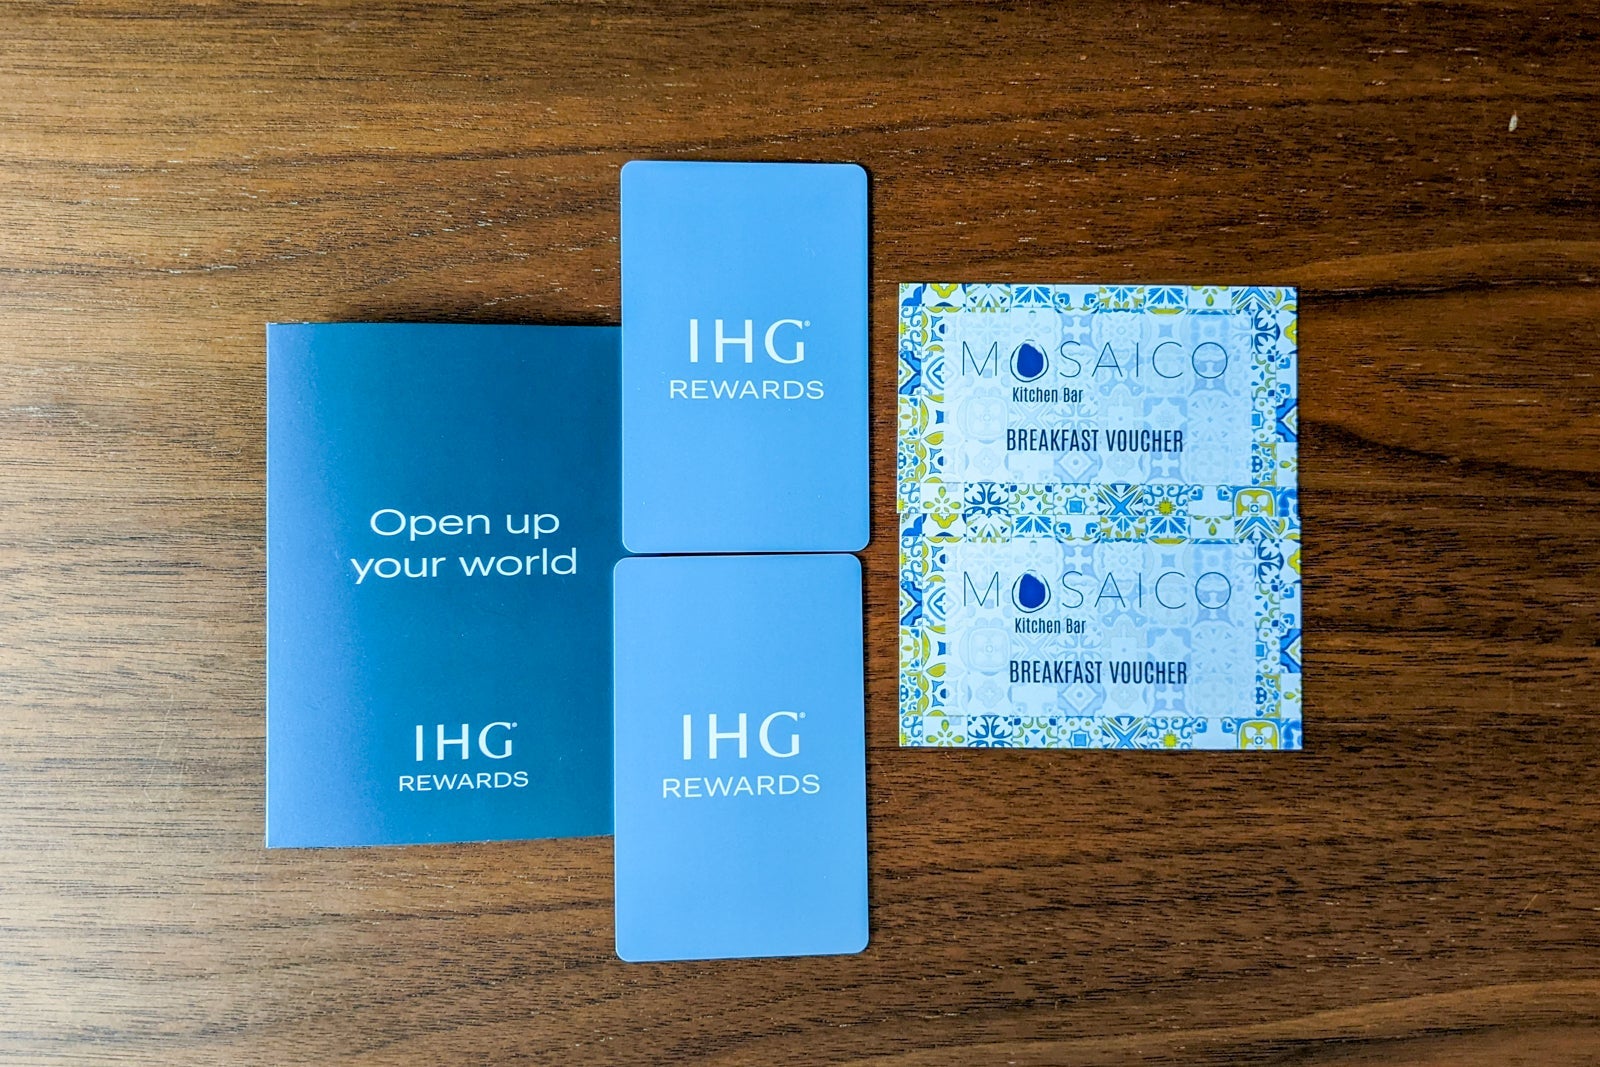 Open up
your world
IHG®
REWARDS
IHG®
REWARDS
IHG®
REWARDS
MOSAICO
Kitchen Bar
BREAKFAST VOUCHER
MOSAICO
Kitchen Bar
BREAKFAST VOUCHER